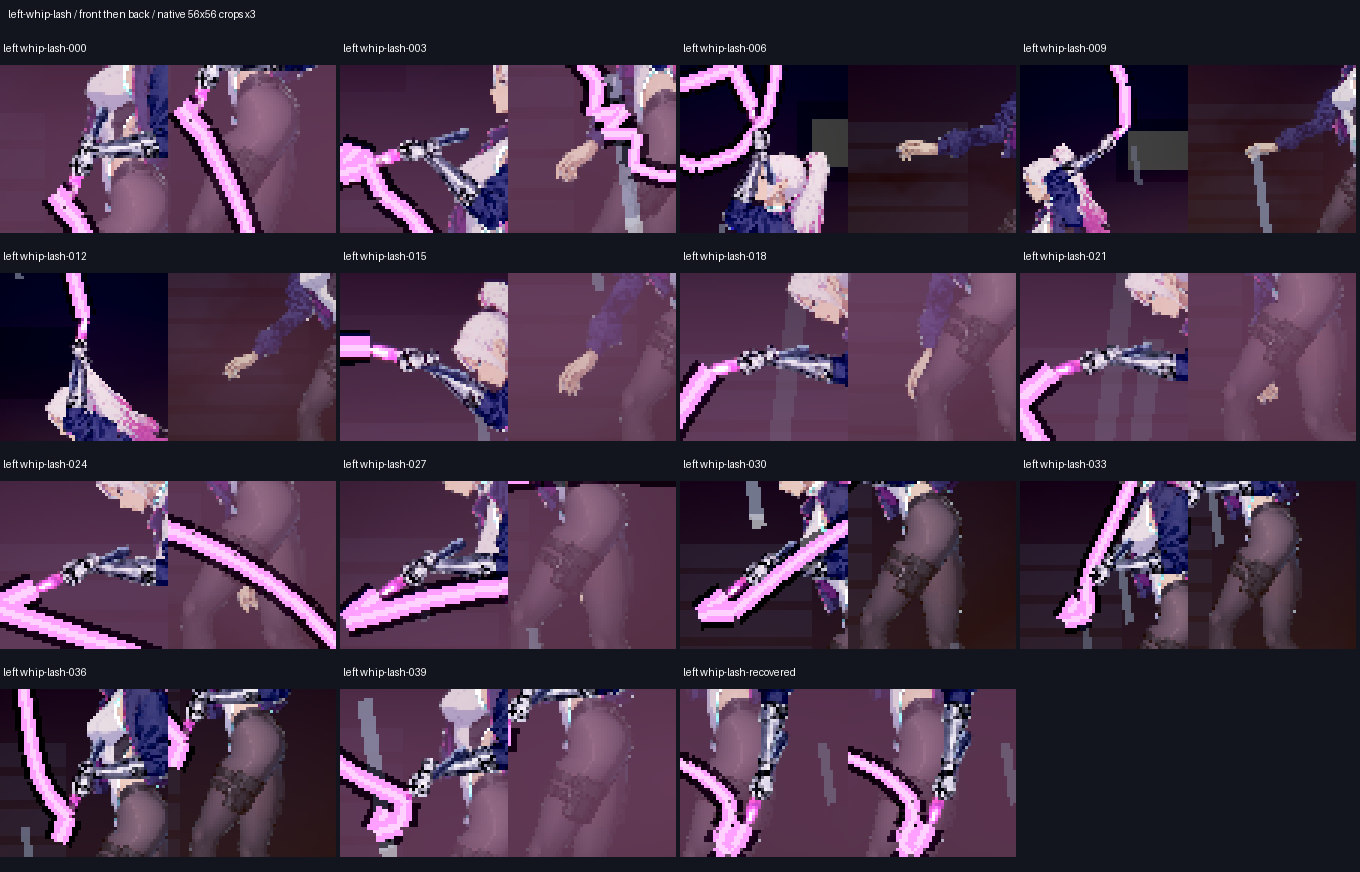 left-whip-lash / front then back / native 56x56 crops x3
left whip-lash-000
left whip-lash-003
left whip-lash-006
left whip-lash-009
left whip-lash-012
left whip-lash-015
left whip-lash-018
left whip-lash-021
left whip-lash-024
left whip-lash-027
left whip-lash-030
left whip-lash-033
left whip-lash-036
left whip-lash-039
left whip-lash-recovered